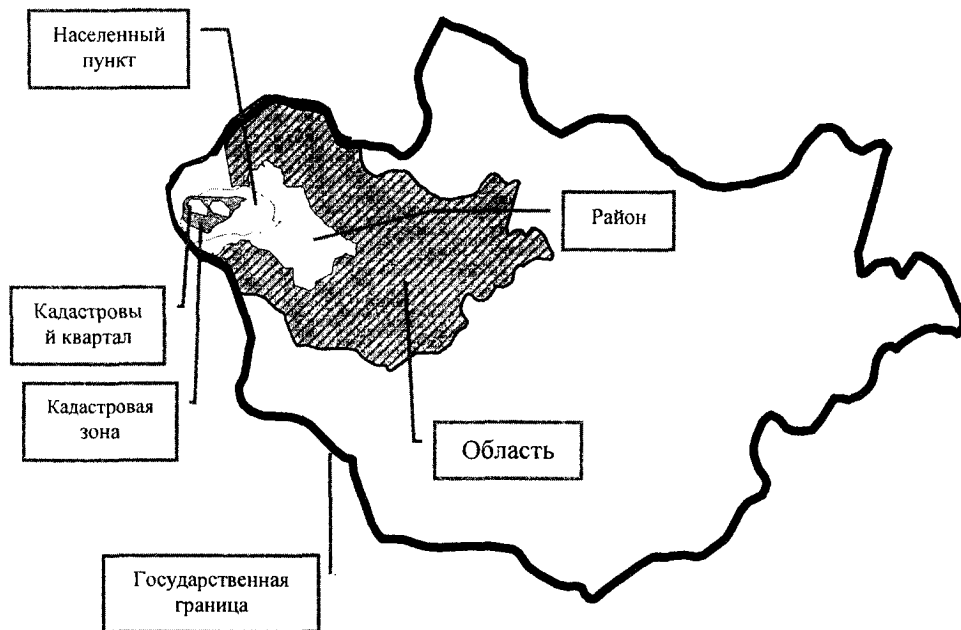 Населенный
пункт
Район
Кадастровы
й квартал
Кадастровая
зона
Область
Государственная
граница